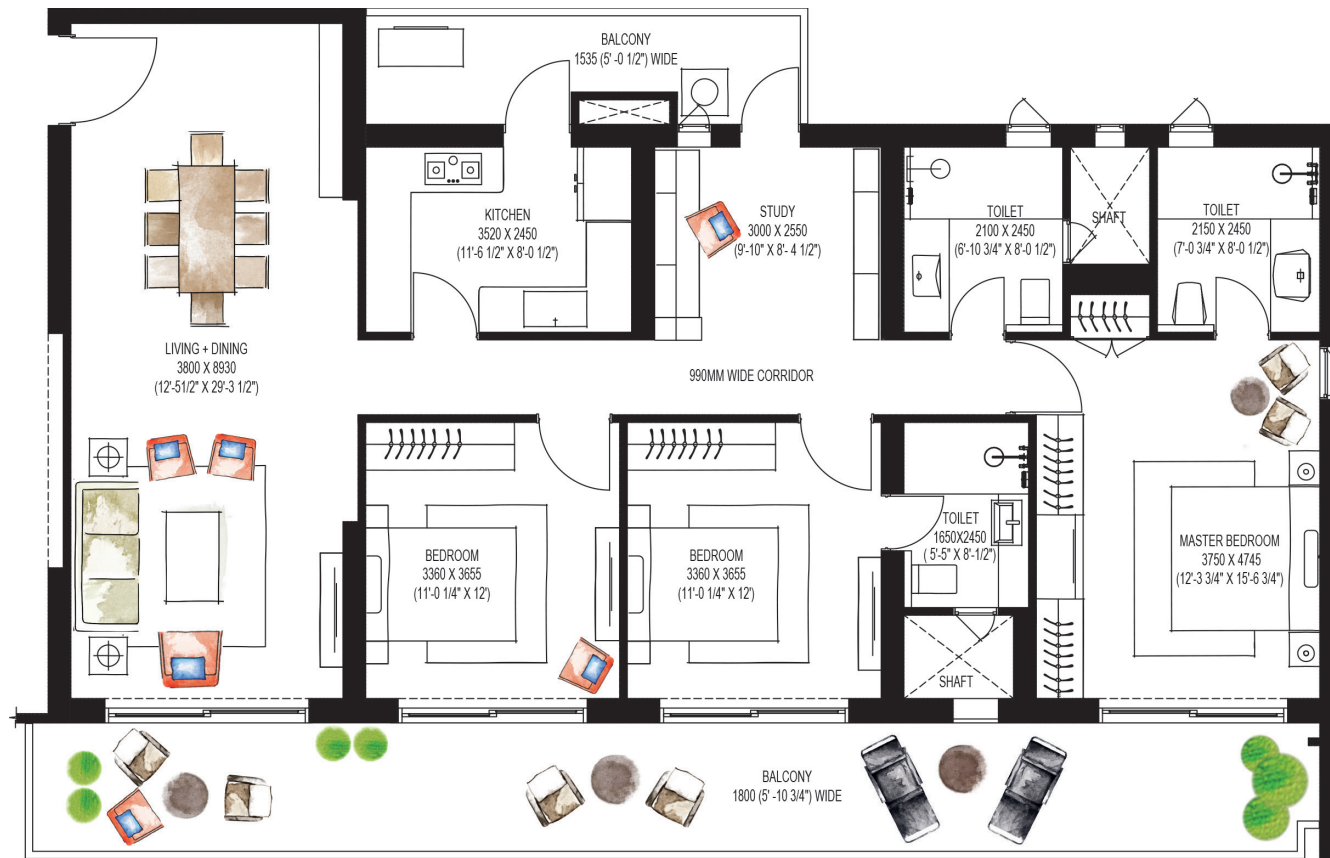 BALCONY
1535 (5' -0 1/2") WIDE
KITCHEN
3520 X 2450
(11'-6 1/2" X 8'-0 1/2")
STUDY
3000 X 2550
(9'-10" X 8'- 4 1/2")
TOILET
2100 X 2450
(6'-10 3/4" X 8'-0 1/2")
SHAFT
TOILET
2150 X 2450
(7'-0 3/4" X 8'-0 1/2")
LIVING + DINING
3800 X 8930
(12'-51/2" X 29'-3 1/2")
990MM WIDE CORRIDOR
BEDROOM
3360 X 3655
(11'-0 1/4" X 12')
BEDROOM
3360 X 3655
(11'-0 1/4" X 12')
TOILET
1650X2450
( 5'-5" X 8'-1/2")
MASTER BEDROOM
3750 X 4745
(12'-3 3/4" X 15'-6 3/4")
SHAFT
BALCONY
1800 (5' -10 3/4") WIDE